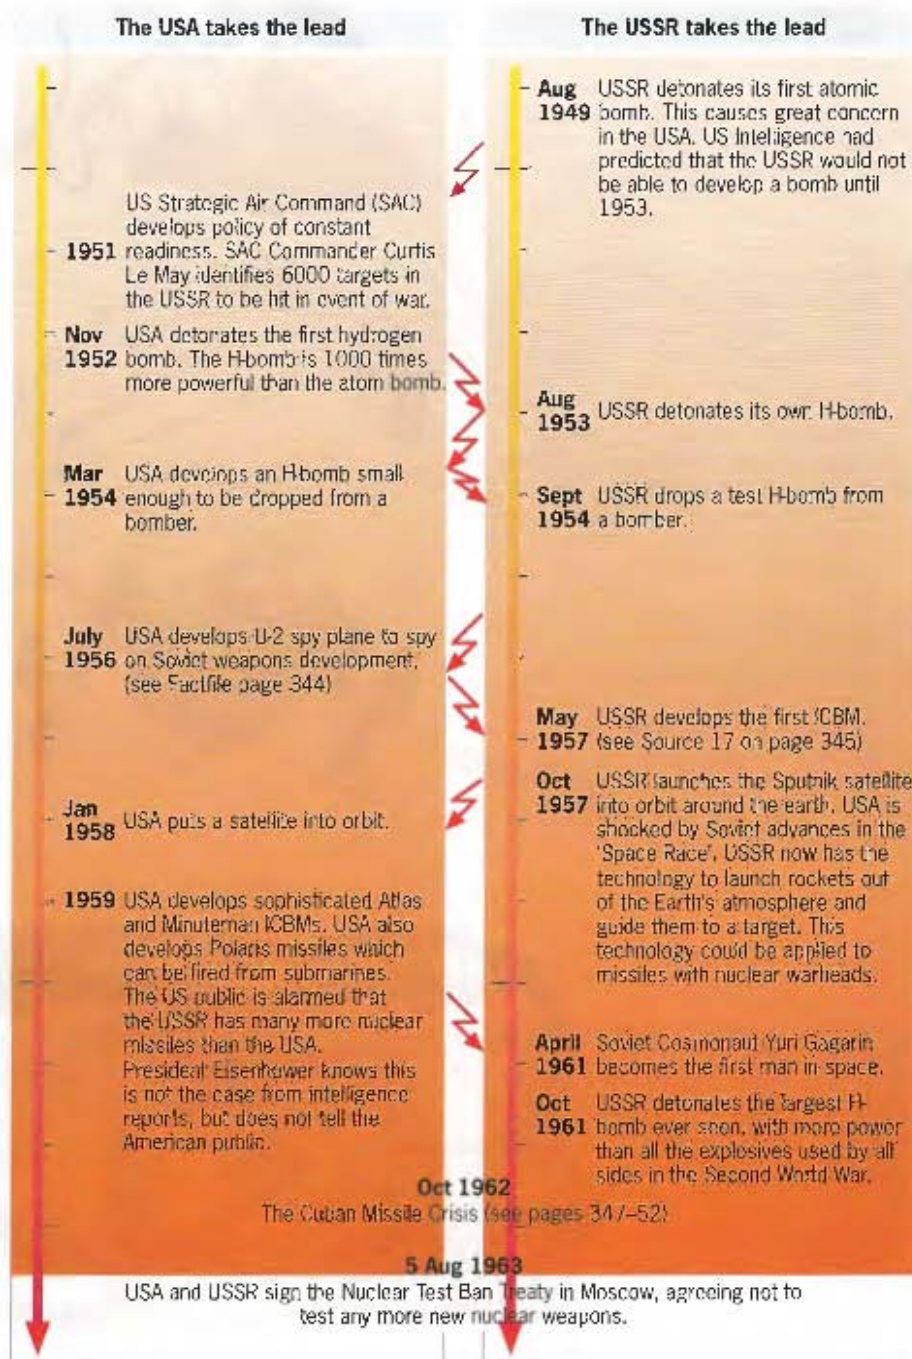 The USA takes the lead
The USSR takes the lead
Aug 1949 USSR detonates its first atomic
bomb. This causes great concern
in the USA. US Intelligence had
predicted that the USSR would not
be able to develop a bomb until
1953.
1951 US Strategic Air Command (SAC)
develops policy of constant
readiness. SAC Commander Curtis
Le May identifies 6000 targets in
the USSR to be hit in event of war.
Nov 1952 USA detonates the first hydrogen
bomb. The H-bomb is 1000 times
more powerful than the atom bomb.
Aug 1953 USSR detonates its own H-bomb.
Mar 1954 USA develops an H-bomb small
enough to be dropped from a
bomber.
Sept 1954 USSR drops a test H-bomb from
a bomber.
July 1956 USA develops U-2 spy plane to spy
on Soviet weapons development.
(see Factfile page 344)
May 1957 USSR develops the first ICBM.
(see Source 17 on page 345)
Oct 1957 USSR launches the Sputnik satellite
into orbit around the earth. USA is
shocked by Soviet advances in the
'Space Race'. USSR now has the
technology to launch rockets out
of the Earth's atmosphere and
guide them to a target. This
technology could be applied to
missiles with nuclear warheads.
Jan 1958 USA puts a satellite into orbit.
1959 USA develops sophisticated Atlas
and Minuteman ICBMs. USA also
develops Polaris missiles which
can be fired from submarines.
The US public is alarmed that
the USSR has many more nuclear
missiles than the USA.
President Eisenhower knows this
is not the case from intelligence
reports, but does not tell the
American public.
April 1961 Soviet Cosmonaut Yuri Gagarin
becomes the first man in space.
Oct 1961 USSR detonates the largest H-
bomb ever seen, with more power
than all the explosives used by all
sides in the Second World War.
Oct 1962
The Cuban Missile Crisis (see pages 347–52)
5 Aug 1963
USA and USSR sign the Nuclear Test Ban Treaty in Moscow, agreeing not to
test any more new nuclear weapons.